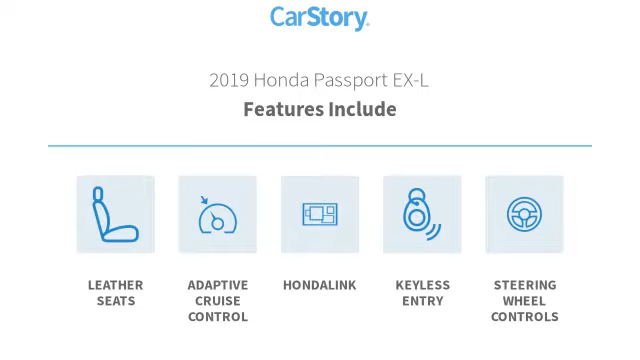 CarStory®
2019 Honda Passport EX-L
Features Include
LEATHER
SEATS
ADAPTIVE
CRUISE
CONTROL
HONDALINK
KEYLESS
ENTRY
STEERING
WHEEL
CONTROLS